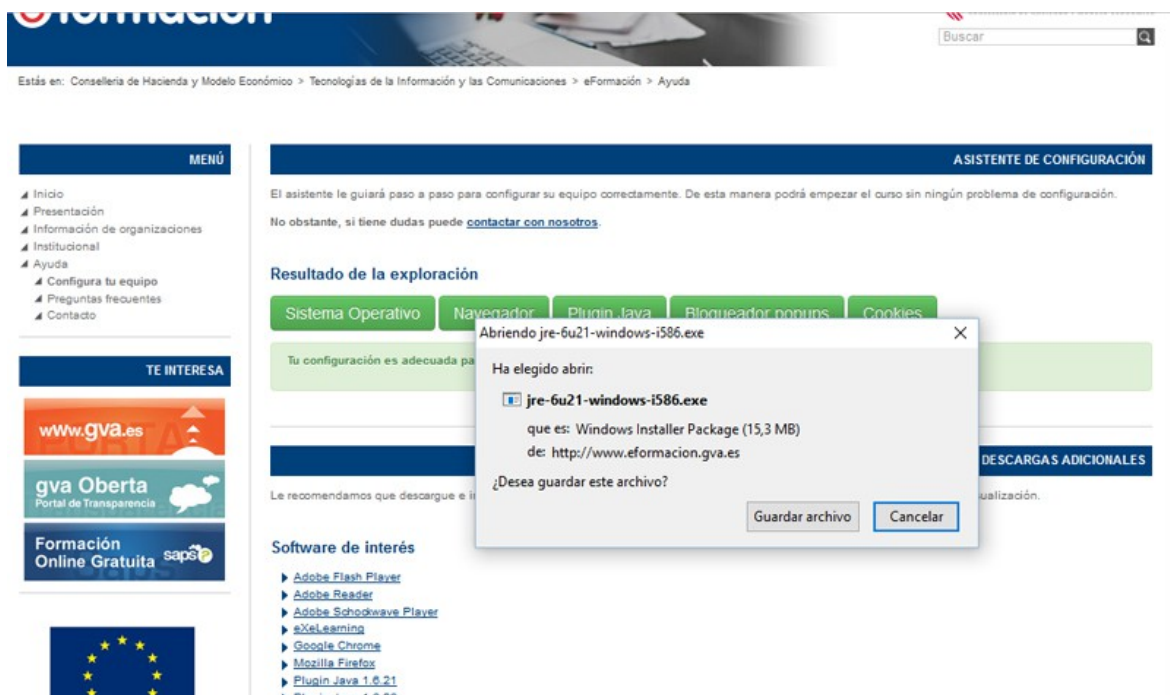 Buscar
Estás en: Conselleria de Hacienda y Modelo Económico > Tecnologías de la Información y las Comunicaciones > eFormación > Ayuda
MENÚ
Inicio
Presentación
Información de organizaciones
Institucional
Ayuda
Configura tu equipo
Preguntas frecuentes
Contacto
TE INTERESA
www.gva.es
gva Oberta
Portal de Transparencia
Formación
Online Gratuita saps
ASISTENTE DE CONFIGURACIÓN
El asistente le guiará paso a paso para configurar su equipo correctamente. De esta manera podrá empezar el curso sin ningún problema de configuración.
No obstante, si tiene dudas puede contactar con nosotros.
Resultado de la exploración
Sistema Operativo Navegador Plugin Java Bloqueador popups Cookies
Tu configuración es adecuada
Abriendo jre-6u21-windows-i586.exe
Ha elegido abrir:
jre-6u21-windows-i586.exe
que es: Windows Installer Package (15,3 MB)
de: http://www.eformacion.gva.es
¿Desea guardar este archivo?
Guardar archivo Cancelar
DESCARGAS ADICIONALES
Le recomendamos que descargue e
Software de interés
Adobe Flash Player
Adobe Reader
Adobe Schockwave Player
eXeLearning
Google Chrome
Mozilla Firefox
Plugin Java 1.6.21